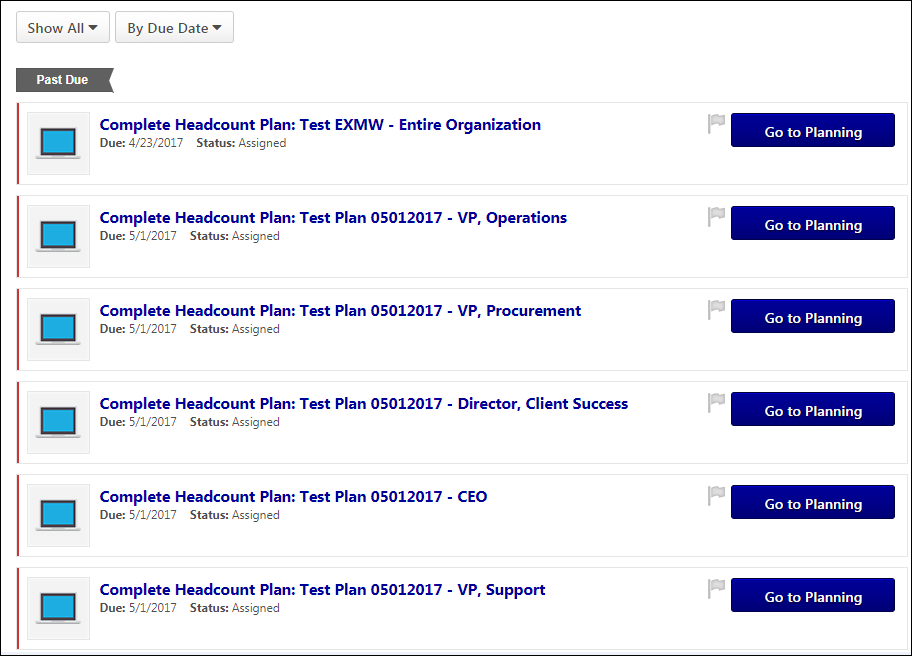 Show All By Due Date
Past Due
Complete Headcount Plan: Test EXMW - Entire Organization
Due: 4/23/2017 Status: Assigned
Go to Planning
Complete Headcount Plan: Test Plan 05012017 - VP, Operations
Due: 5/1/2017 Status: Assigned
Go to Planning
Complete Headcount Plan: Test Plan 05012017 - VP, Procurement
Due: 5/1/2017 Status: Assigned
Go to Planning
Complete Headcount Plan: Test Plan 05012017 - Director, Client Success
Due: 5/1/2017 Status: Assigned
Go to Planning
Complete Headcount Plan: Test Plan 05012017 - CEO
Due: 5/1/2017 Status: Assigned
Go to Planning
Complete Headcount Plan: Test Plan 05012017 - VP, Support
Due: 5/1/2017 Status: Assigned
Go to Planning